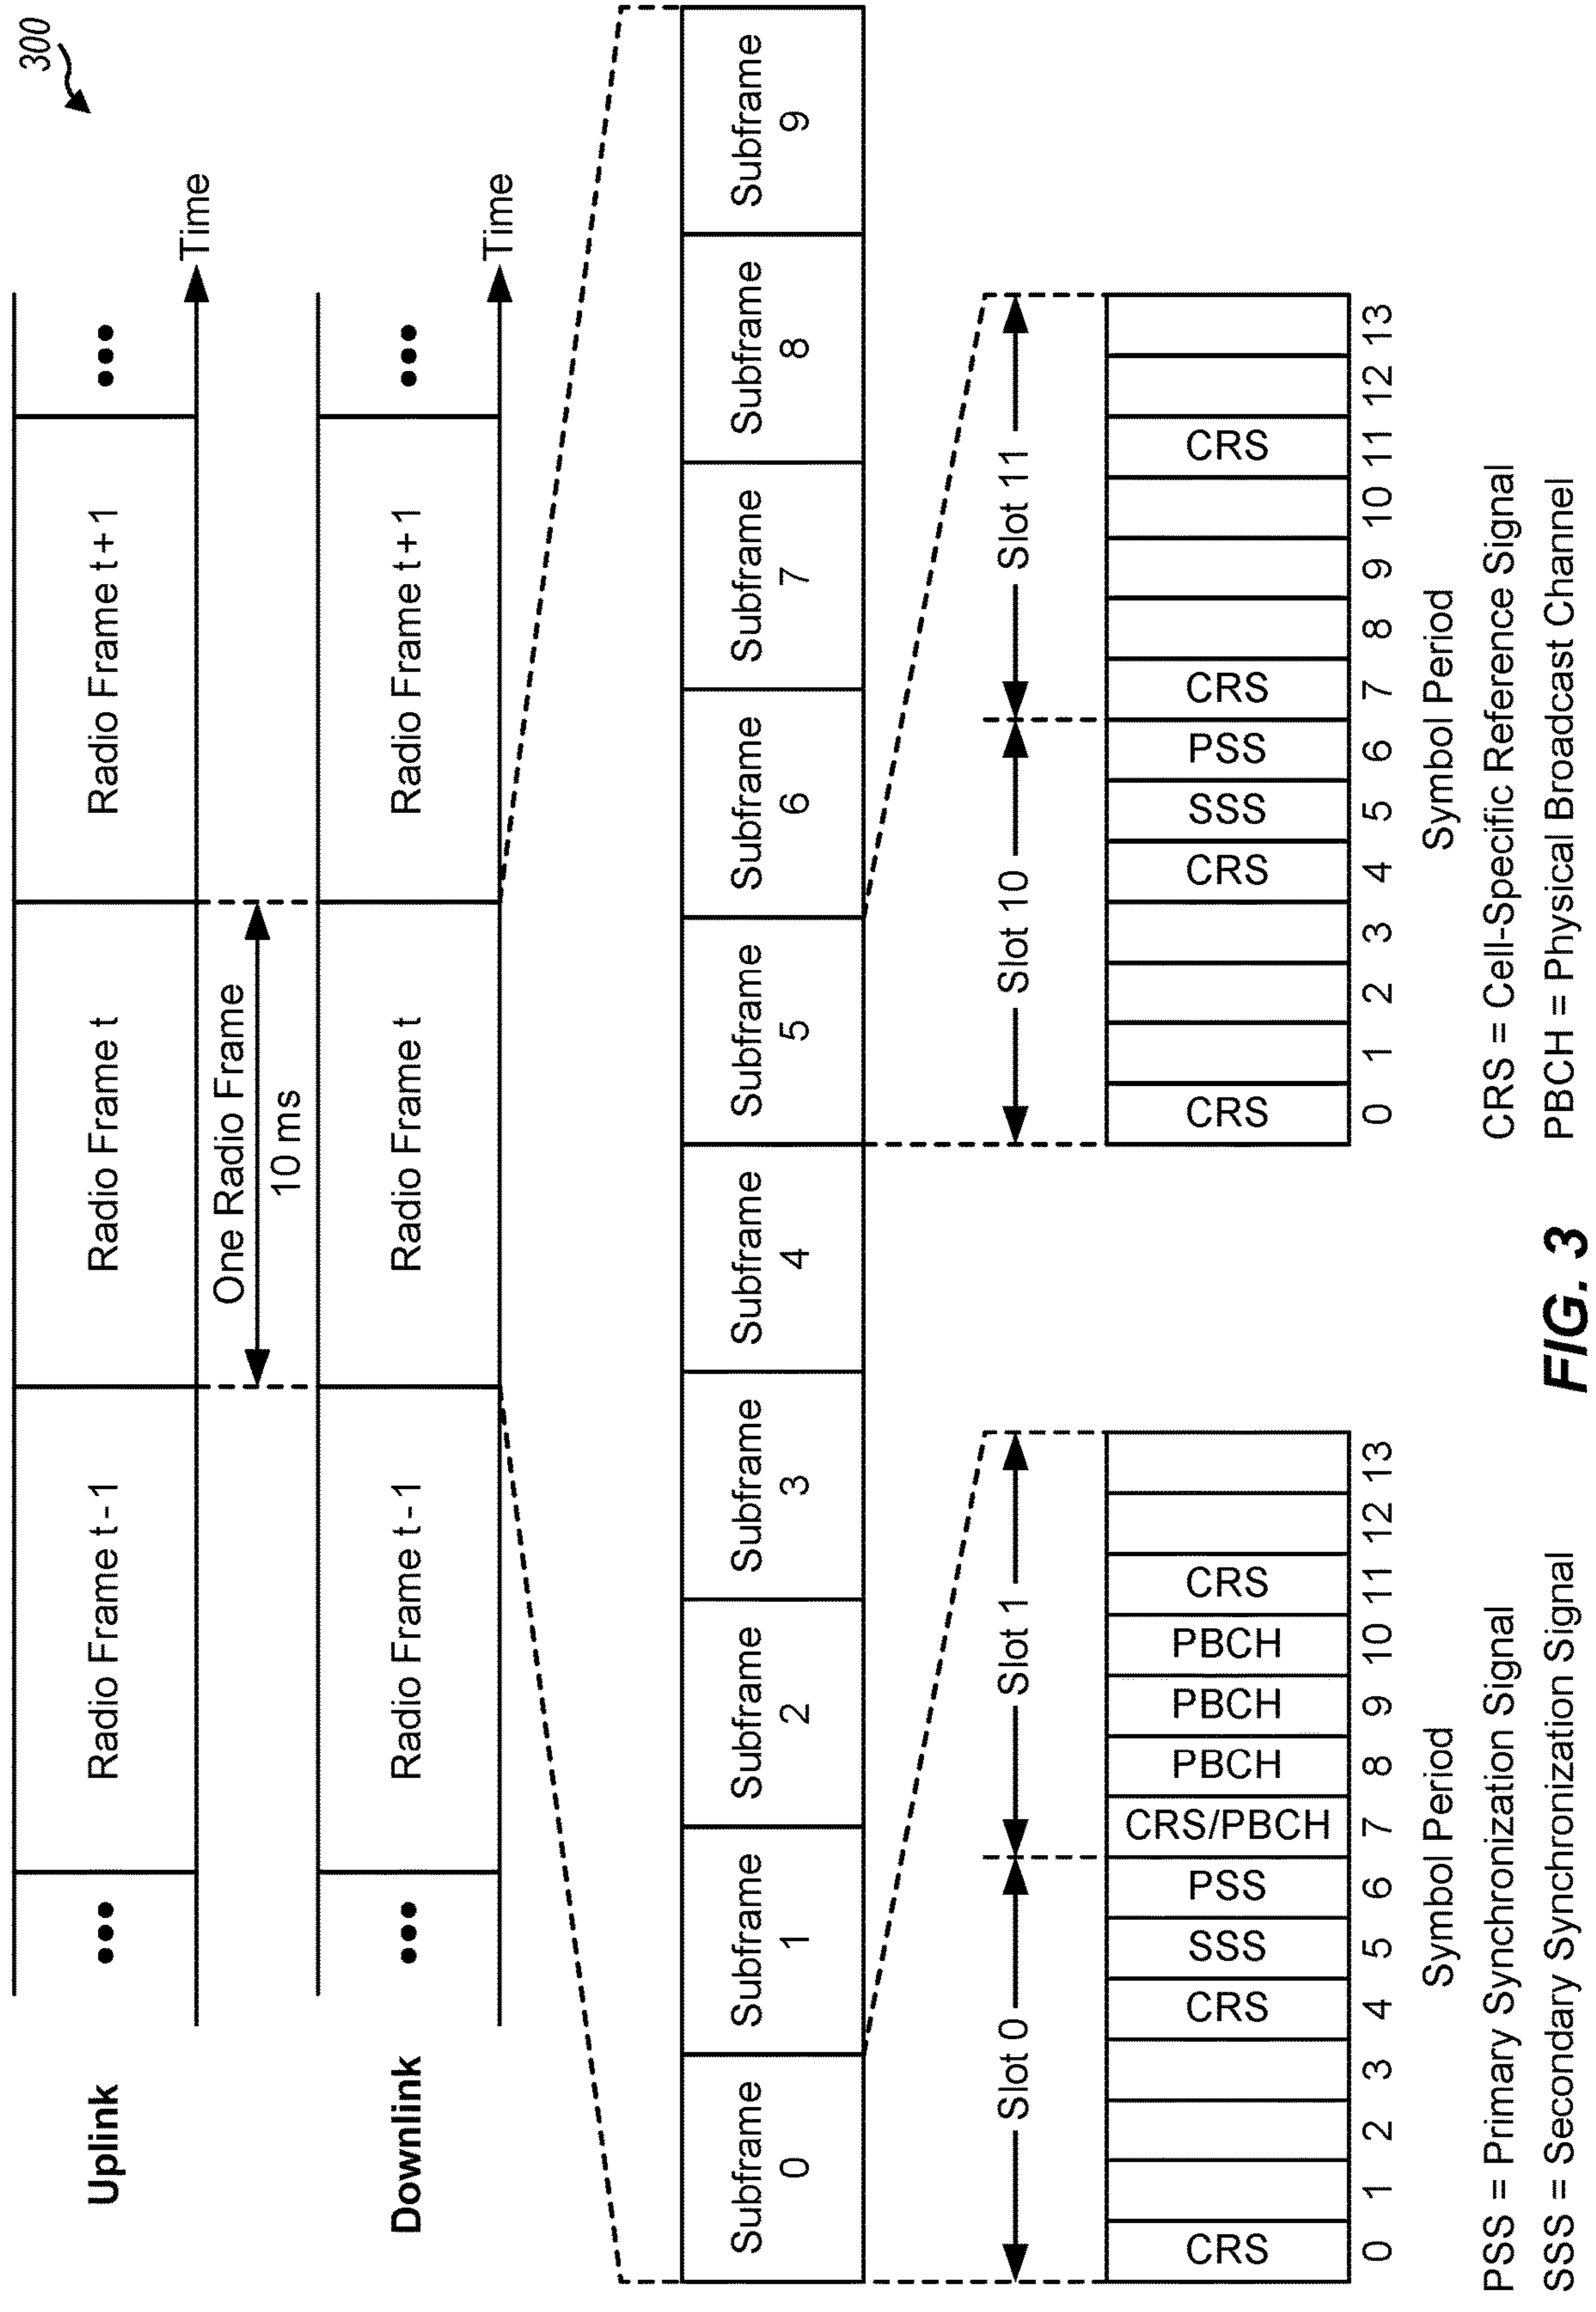 300
Uplink
••• Radio Frame t - 1 Radio Frame t Radio Frame t + 1 •••
Time
One Radio Frame
10 ms
Downlink
••• Radio Frame t - 1 Radio Frame t Radio Frame t + 1 •••
Time
Subframe Subframe Subframe Subframe Subframe Subframe Subframe Subframe Subframe Subframe
0 1 2 3 4 5 6 7 8 9
Slot 0 Slot 1 Slot 10 Slot 11
CRS CRS SSS PSS CRS/PBCH PBCH PBCH PBCH CRS
CRS CRS SSS PSS CRS CRS
0 1 2 3 4 5 6 7 8 9 10 11 12 13
0 1 2 3 4 5 6 7 8 9 10 11 12 13
Symbol Period
Symbol Period
PSS = Primary Synchronization Signal
SSS = Secondary Synchronization Signal
CRS = Cell-Specific Reference Signal
PBCH = Physical Broadcast Channel
FIG. 3